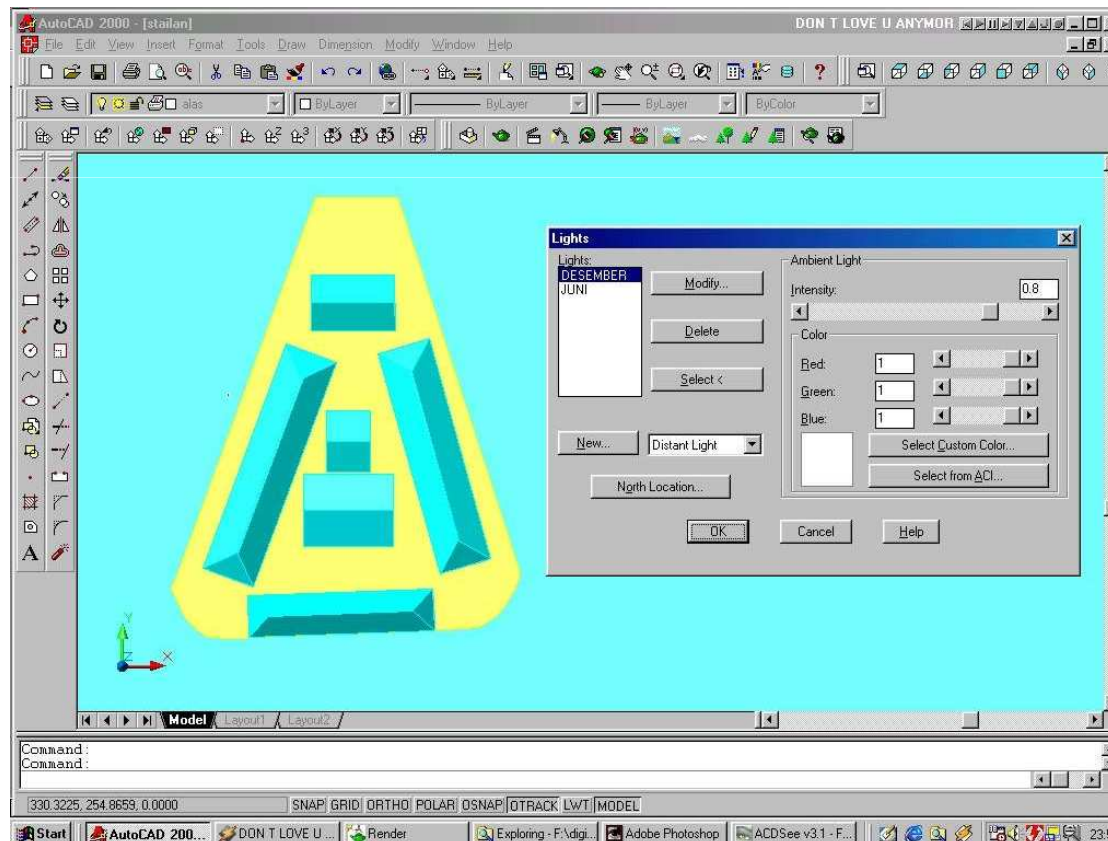 AutoCAD 2000 - [stailan]
DON T LOVE U ANYMOR
File Edit View Insert Format Tools Draw Dimension Modify Window Help
alas
ByLayer
ByLayer
ByLayer
ByColor
Lights
Lights:
DESEMBER
JUNI
Modify...
Delete
Select <
New...
Distant Light
North Location...
Ambient Light
Intensity:
0.8
Color
Red:
1
Green:
1
Blue:
1
Select Custom Color...
Select from ACI...
OK
Cancel
Help
Y
Z
X
Model Layout1 Layout2
Command:
Command:
330.3225, 254.8659, 0.0000
SNAP GRID ORTHO POLAR OSNAP OTRACK LWT MODEL
Start
AutoCAD 200...
DON T LOVE U ...
Render
Exploring - F:\digi...
Adobe Photoshop
ACDSee v3.1 - F...